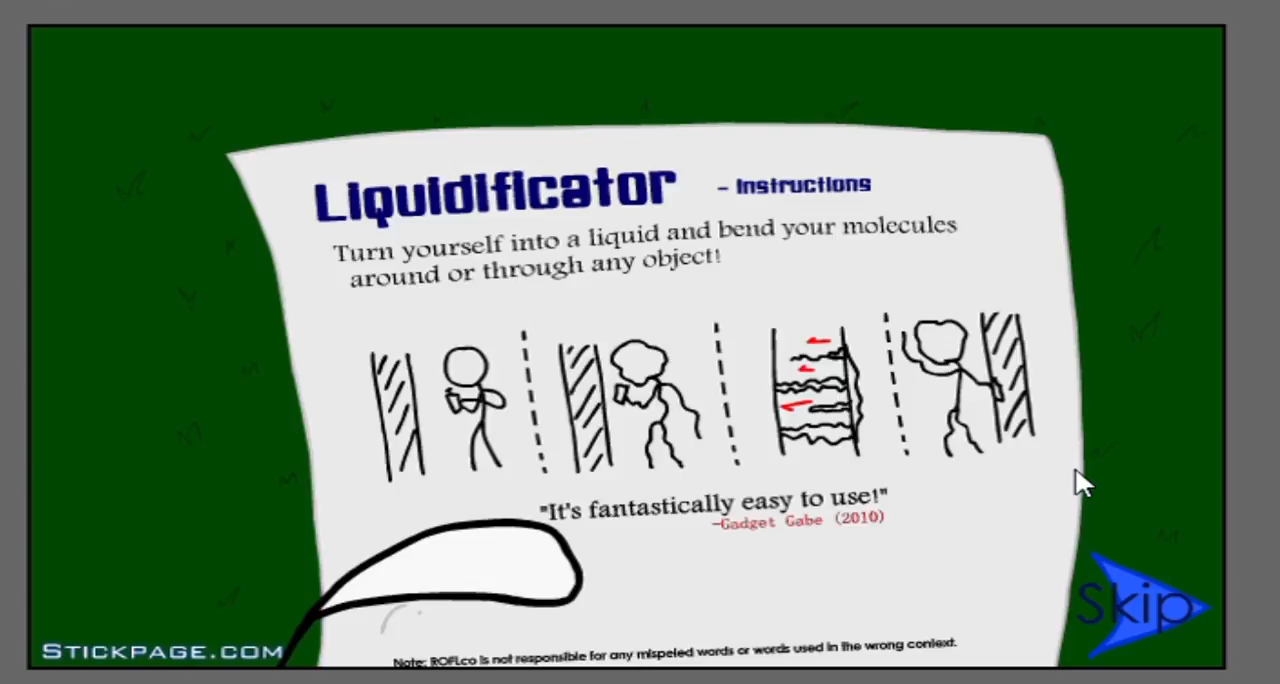 Liquidificator - Instructions
Turn yourself into a liquid and bend your molecules
around or through any object!
"It's fantastically easy to use!"
-Gadget Gabe (2010)
Skip
STICKPAGE.COM
Note: ROFLco is not responsible for any mispeled words or words used in the wrong context.